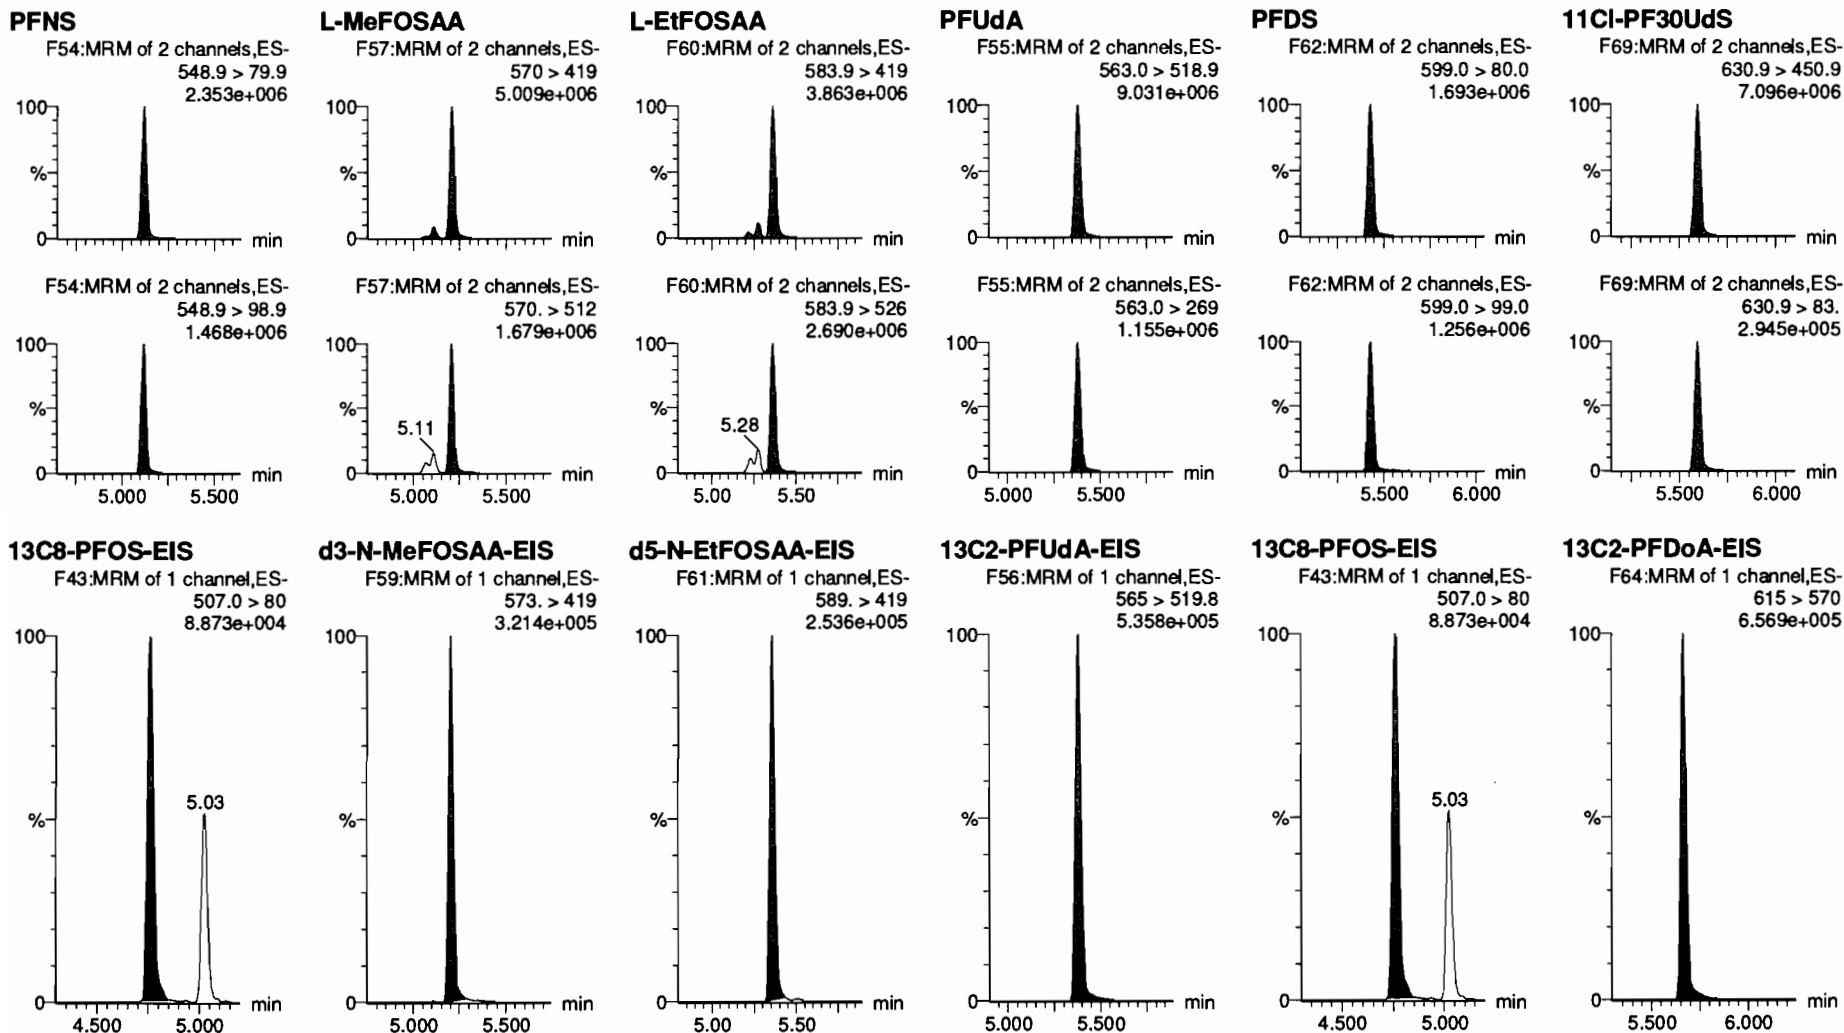 PFNS
F54:MRM of 2 channels,ES-
548.9 > 79.9
2.353e+006
100
%
0
min
F54:MRM of 2 channels,ES-
548.9 > 98.9
1.468e+006
100
%
0
min
5.000 5.500
L-MeFOSAA
F57:MRM of 2 channels,ES-
570 > 419
5.009e+006
100
%
0
min
F57:MRM of 2 channels,ES-
570. > 512
1.679e+006
100
5.11
%
0
min
5.000 5.500
L-EtFOSAA
F60:MRM of 2 channels,ES-
583.9 > 419
3.863e+006
100
%
0
min
F60:MRM of 2 channels,ES-
583.9 > 526
2.690e+006
100
5.28
%
0
min
5.00 5.50
PFUdA
F55:MRM of 2 channels,ES-
563.0 > 518.9
9.031e+006
100
%
0
min
F55:MRM of 2 channels,ES-
563.0 > 269
1.155e+006
100
%
0
min
5.000 5.500
PFDS
F62:MRM of 2 channels,ES-
599.0 > 80.0
1.693e+006
100
%
0
min
F62:MRM of 2 channels,ES-
599.0 > 99.0
1.256e+006
100
%
0
min
5.500 6.000
11Cl-PF30UdS
F69:MRM of 2 channels,ES-
630.9 > 450.9
7.096e+006
100
%
0
min
F69:MRM of 2 channels,ES-
630.9 > 83.
2.945e+005
100
%
0
min
5.500 6.000
13C8-PFOS-EIS
F43:MRM of 1 channel,ES-
507.0 > 80
8.873e+004
100
5.03
%
0
min
4.500 5.000
d3-N-MeFOSAA-EIS
F59:MRM of 1 channel,ES-
573. > 419
3.214e+005
100
%
0
min
5.000 5.500
d5-N-EtFOSAA-EIS
F61:MRM of 1 channel,ES-
589. > 419
2.536e+005
100
%
0
min
5.00 5.50
13C2-PFUdA-EIS
F56:MRM of 1 channel,ES-
565 > 519.8
5.358e+005
100
%
0
min
5.000 5.500
13C8-PFOS-EIS
F43:MRM of 1 channel,ES-
507.0 > 80
8.873e+004
100
5.03
%
0
min
4.500 5.000
13C2-PFDoA-EIS
F64:MRM of 1 channel,ES-
615 > 570
6.569e+005
100
%
0
min
5.500 6.000